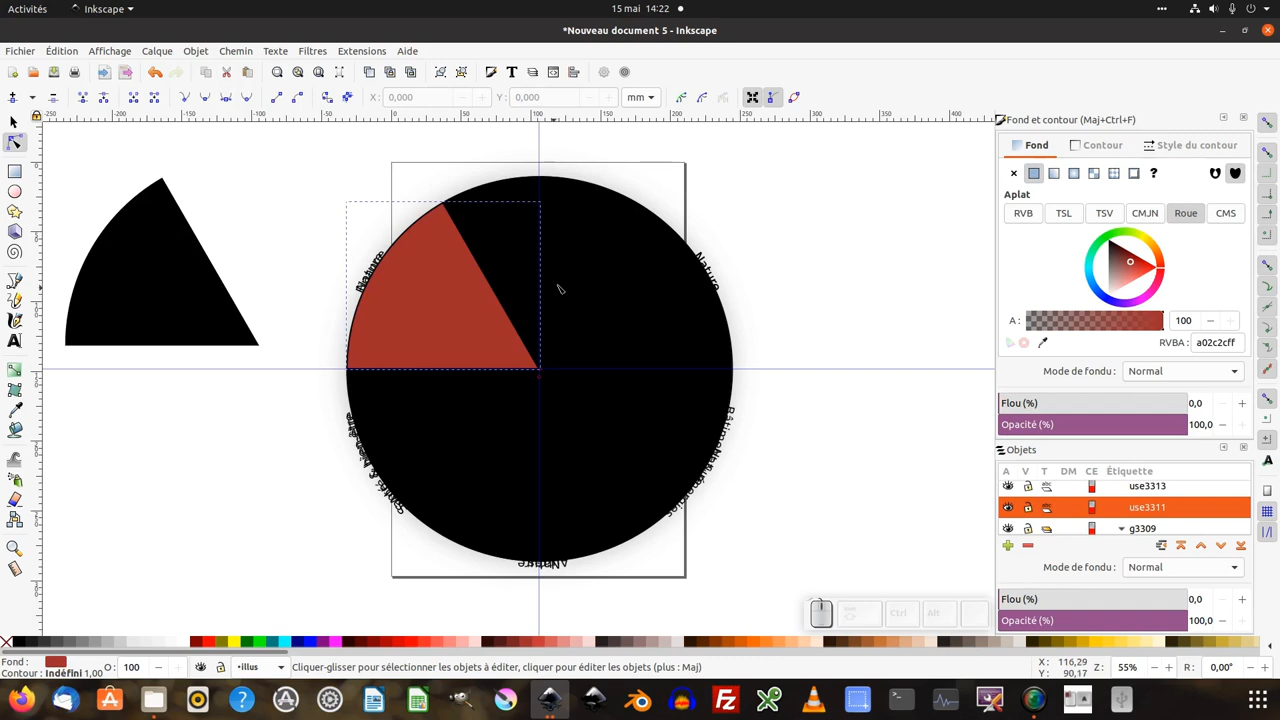 Activités
Inkscape
15 mai 14:22
*Nouveau document 5 - Inkscape
Fichier Édition Affichage Calque Objet Chemin Texte Filtres Extensions Aide
X : 0,000 Y : 0,000 mm
Fond et contour (Maj+Ctrl+F)
Fond Contour Style du contour
Aplat
RVB TSL TSV CMJN Roue CMS
A : 100
RVBA : a02c2cff
Mode de fondu : Normal
Flou (%) 0,0
Opacité (%) 100,0
Objets
A V T DM CE Étiquette
use3313
use3311
g3309
Mode de fondu : Normal
Flou (%) 0,0
Opacité (%) 100,0
Nature
Ctrl Alt
Fond :
Contour : Indéfini 1,00
O : 100
•illus
Cliquer-glisser pour sélectionner les objets à éditer, cliquer pour éditer les objets (plus : Maj)
X : 116,29
Y : 90,17
Z : 55%
R : 0,00°